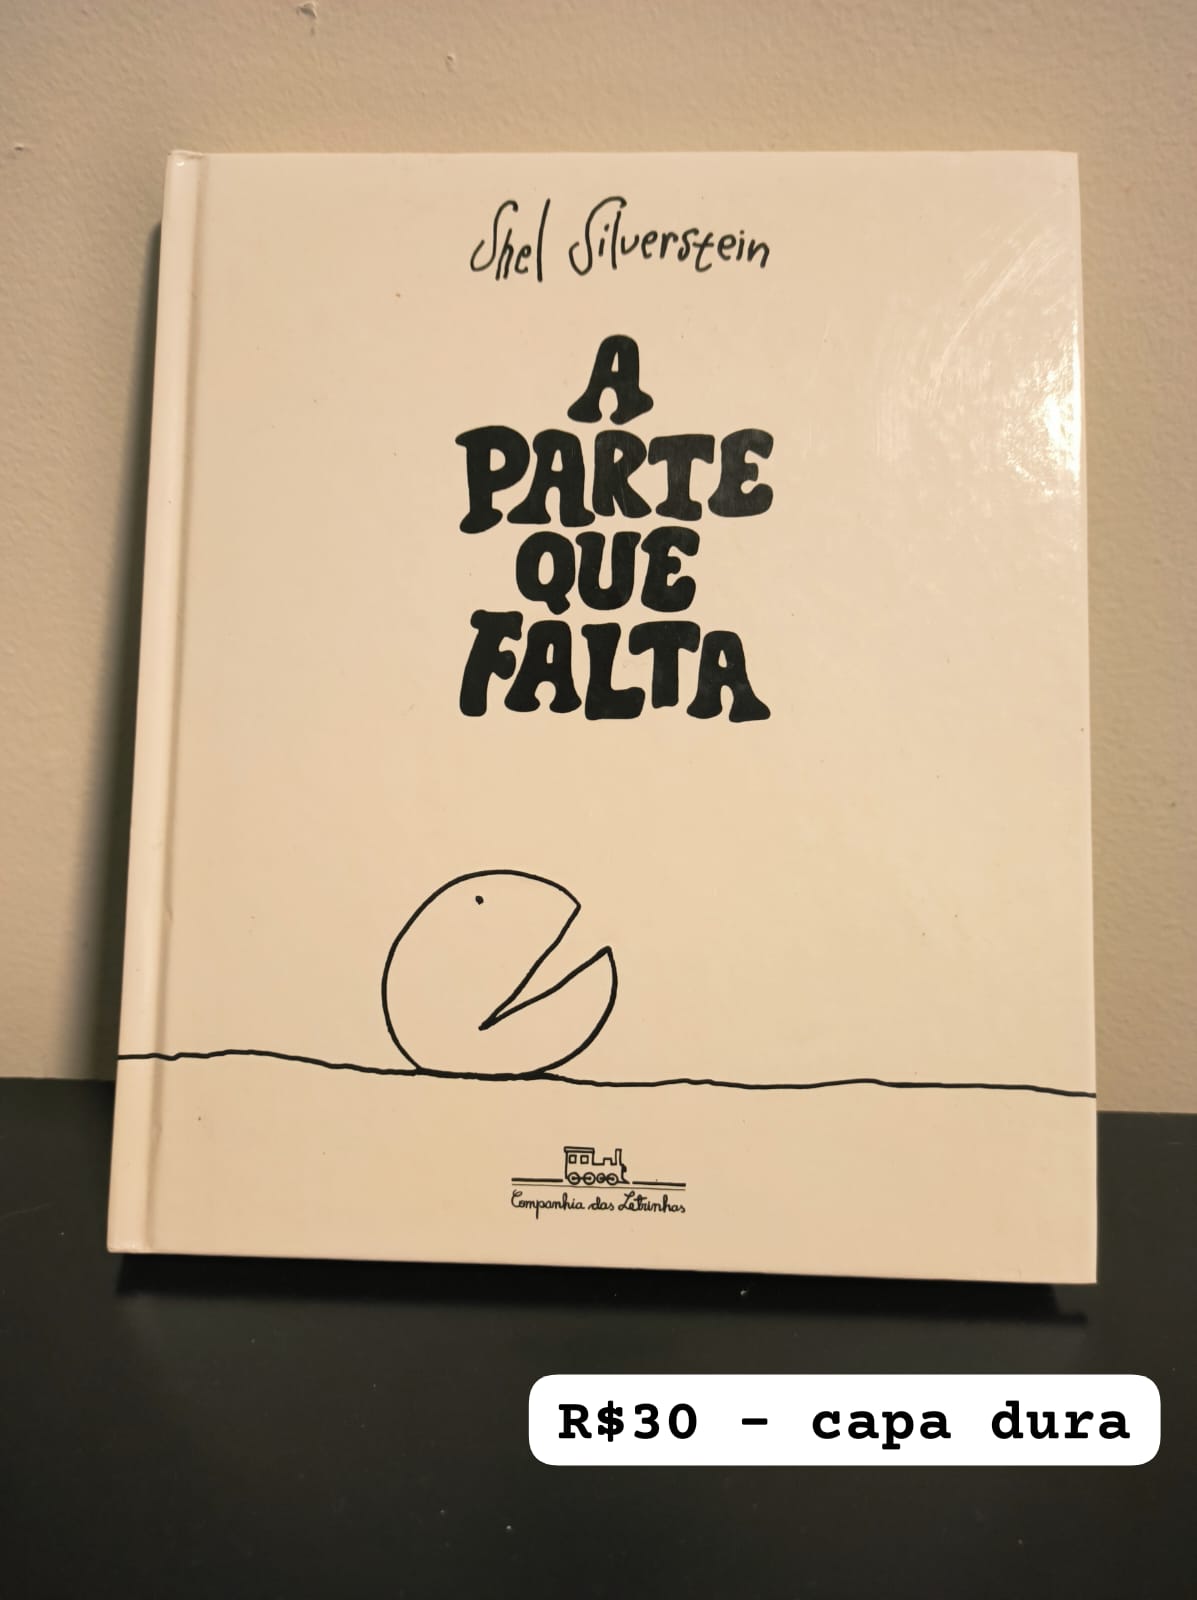 Shel Silverstein
A
PARTE
QUE
FALTA
Companhia das Letrinhas
R$30 - capa dura